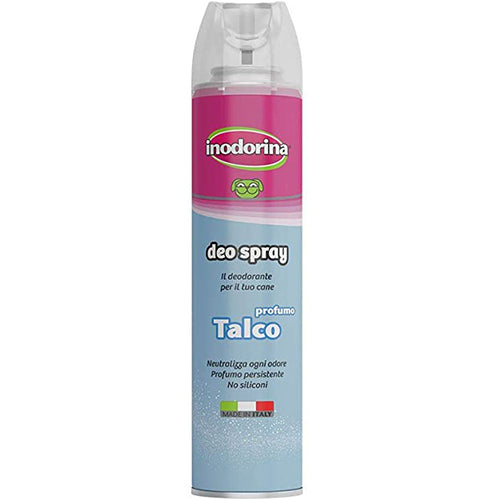 inodorina
deo spray
Il deodorante
per il tuo cane
profumo
Talco
Neutralizza ogni odore
Profumo persistente
No siliconi
MADE IN ITALY